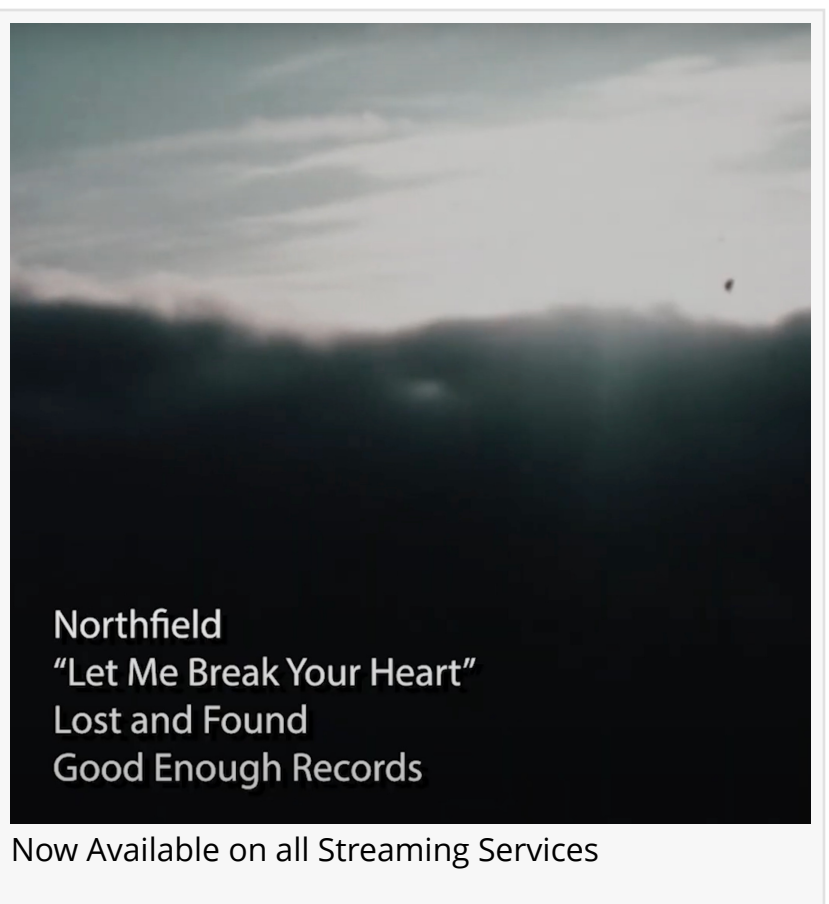 Northfield
“Let Me Break Your Heart”
Lost and Found
Good Enough Records
Now Available on all Streaming Services